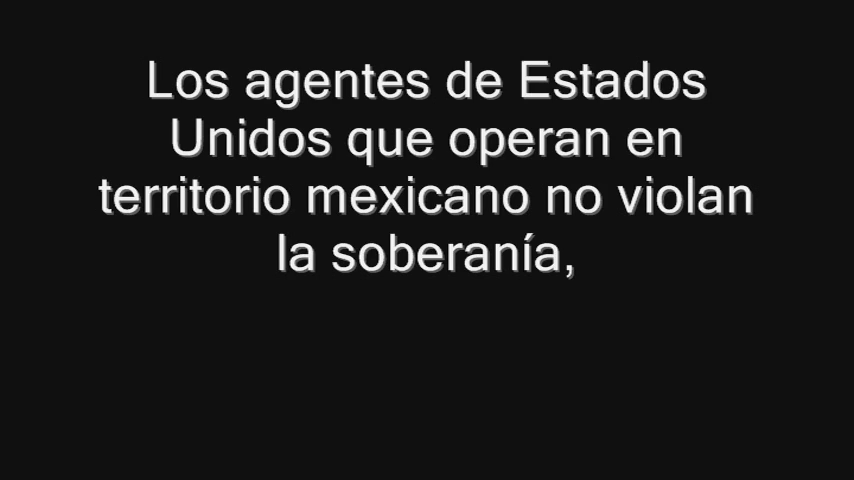 Los agentes de Estados
Unidos que operan en
territorio mexicano no violan
la soberanía,